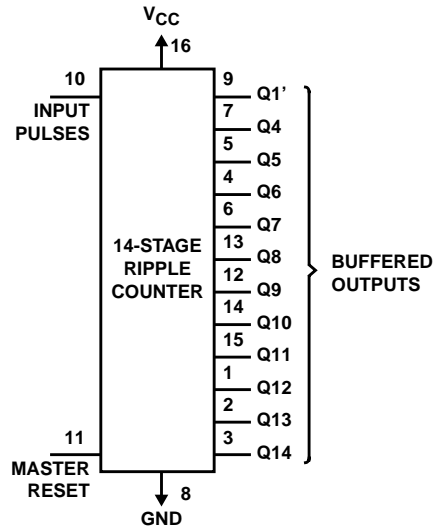 VCC
16
10
INPUT
PULSES
9
Q1'
7
Q4
5
Q5
4
Q6
6
Q7
13
Q8
12
Q9
14
Q10
15
Q11
1
Q12
2
Q13
3
Q14
14-STAGE
RIPPLE
COUNTER
BUFFERED
OUTPUTS
11
MASTER
RESET
8
GND